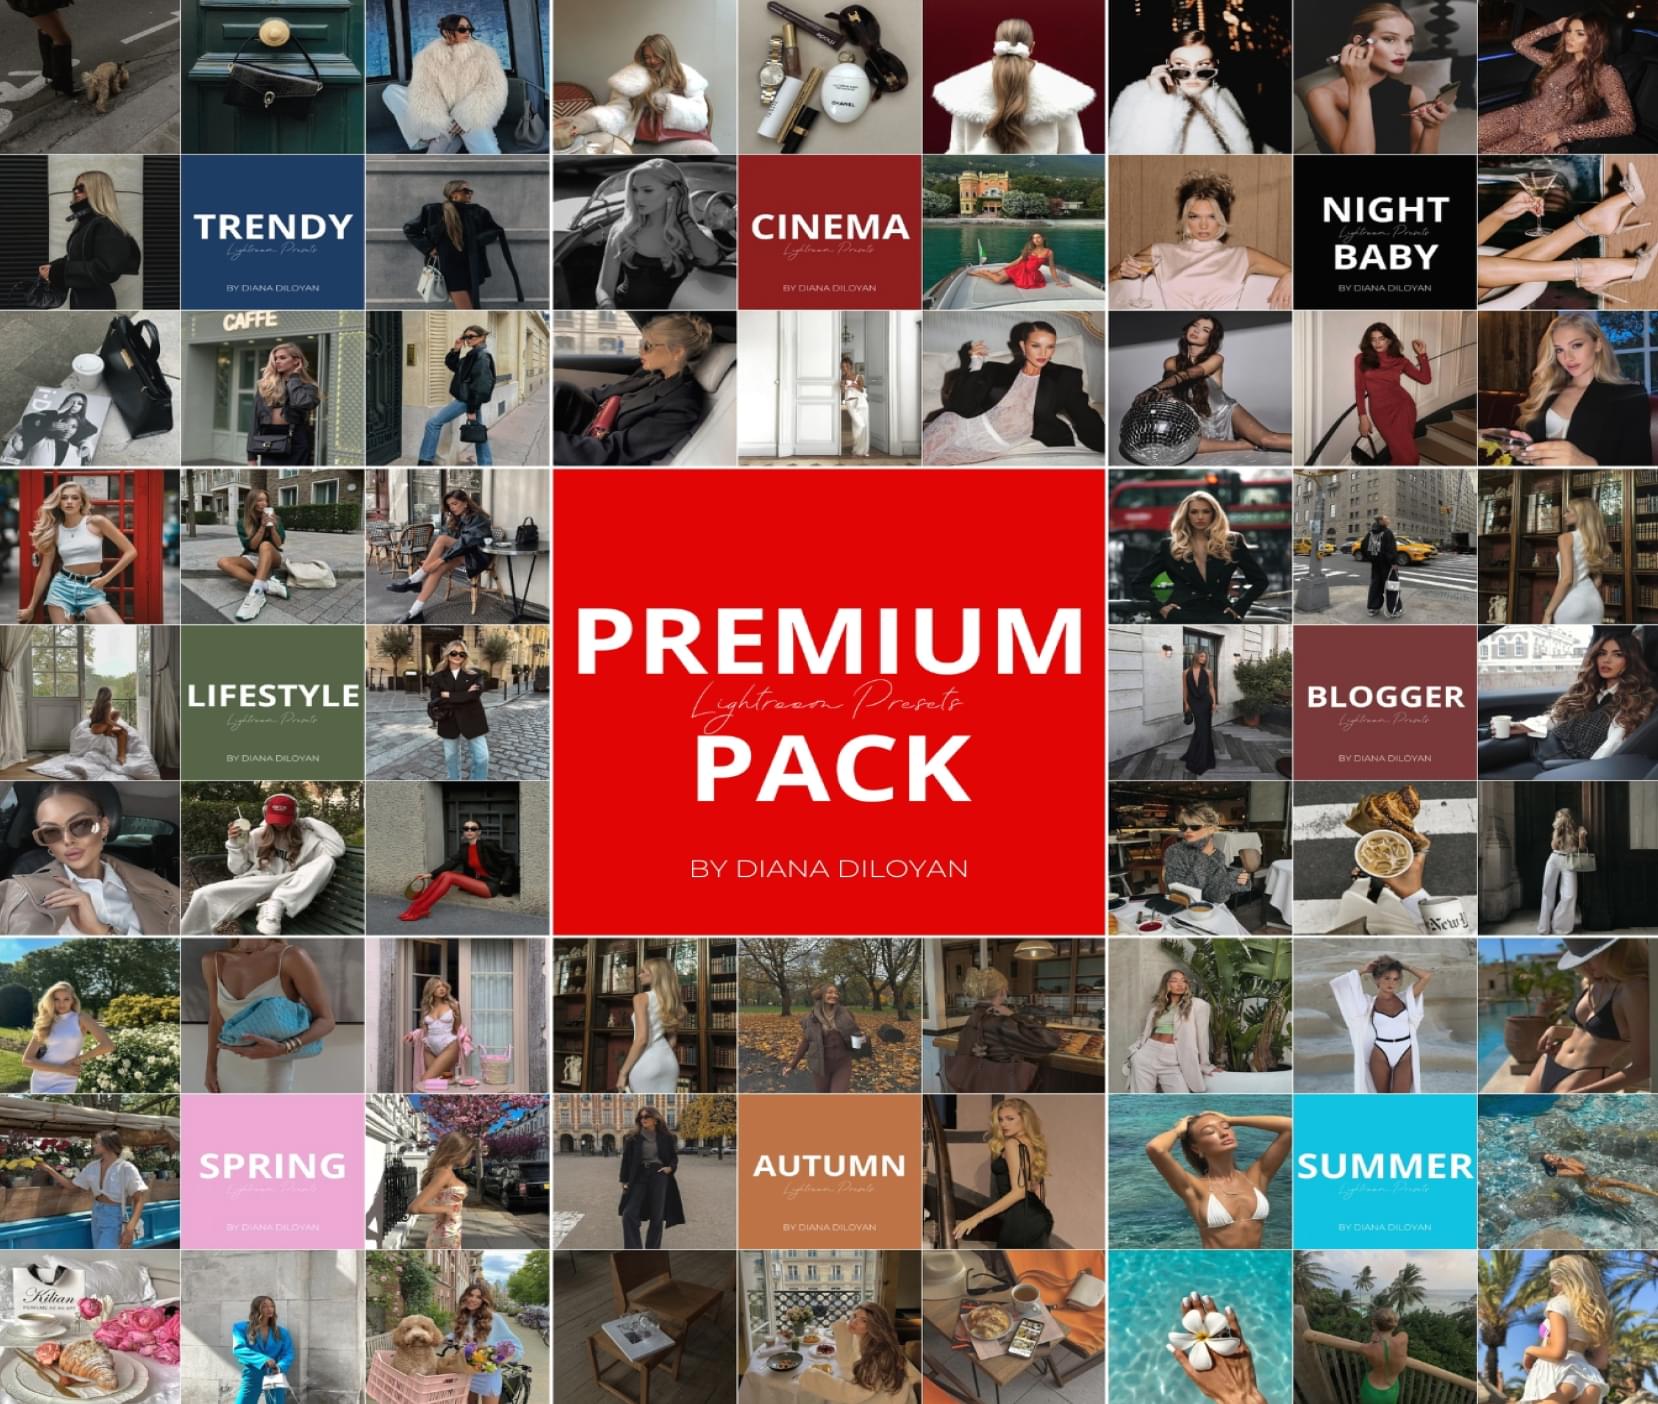 CHANEL
TRENDY
Lightroom Presets
BY DIANA DILOYAN
CINEMA
Lightroom Presets
BY DIANA DILOYAN
NIGHT
Lightroom Presets
BABY
BY DIANA DILOYAN
CAFFE
i-D
PREMIUM
Lightrooom Presets
PACK
BY DIANA DILOYAN
LIFESTYLE
Lightroom Presets
BY DIANA DILOYAN
BLOGGER
Lightroom Presets
BY DIANA DILOYAN
New Y
SPRING
Lightroom Presets
BY DIANA DILOYAN
AUTUMN
Lightroom Presets
BY DIANA DILOYAN
SUMMER
Lightroom Presets
BY DIANA DILOYAN
Kilian